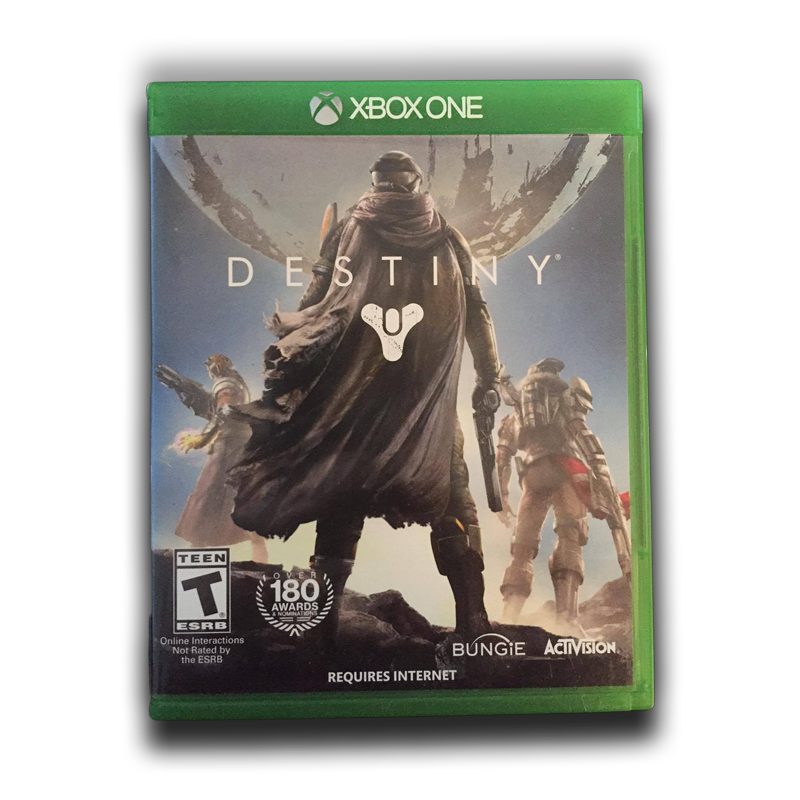 XBOX ONE
DESTINY®
TEEN
T
®
ESRB
Online Interactions
Not Rated by
the ESRB
OVER
180
AWARDS
& NOMINATIONS
BUNGiE
ACTIVISION.
REQUIRES INTERNET